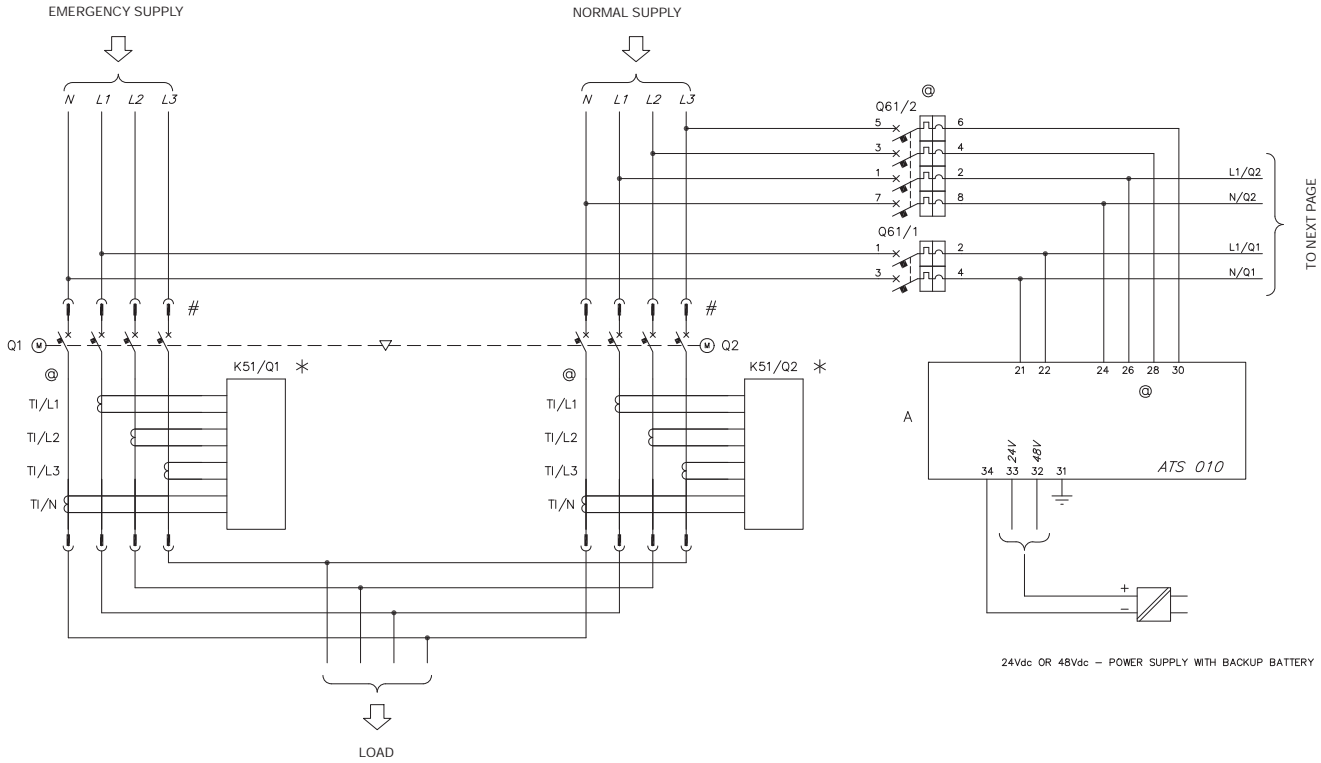 EMERGENCY SUPPLY
NORMAL SUPPLY
N L1 L2 L3
N L1 L2 L3
@
Q61/2
5 6
3 4
1 2 L1/Q2
7 8 N/Q2
Q61/1
1 2 L1/Q1
3 4 N/Q1
TO NEXT PAGE
#
#
Q1 M
M Q2
@
K51/Q1 *
@
K51/Q2 *
TI/L1
TI/L2
TI/L3
TI/N
TI/L1
TI/L2
TI/L3
TI/N
21 22 24 26 28 30
@
A
24V 48V
34 33 32 31
ATS 010
+
−
24Vdc OR 48Vdc − POWER SUPPLY WITH BACKUP BATTERY
LOAD